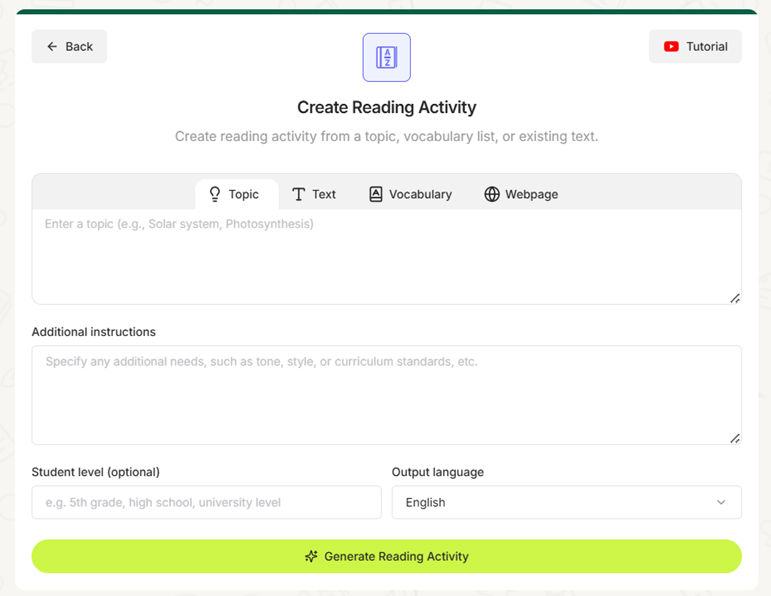 Back
Tutorial
A
Z
Create Reading Activity
Create reading activity from a topic, vocabulary list, or existing text.
Topic Text Vocabulary Webpage
Enter a topic (e.g., Solar system, Photosynthesis)
Additional instructions
Specify any additional needs, such as tone, style, or curriculum standards, etc.
Student level (optional) Output language
e.g. 5th grade, high school, university level English
Generate Reading Activity